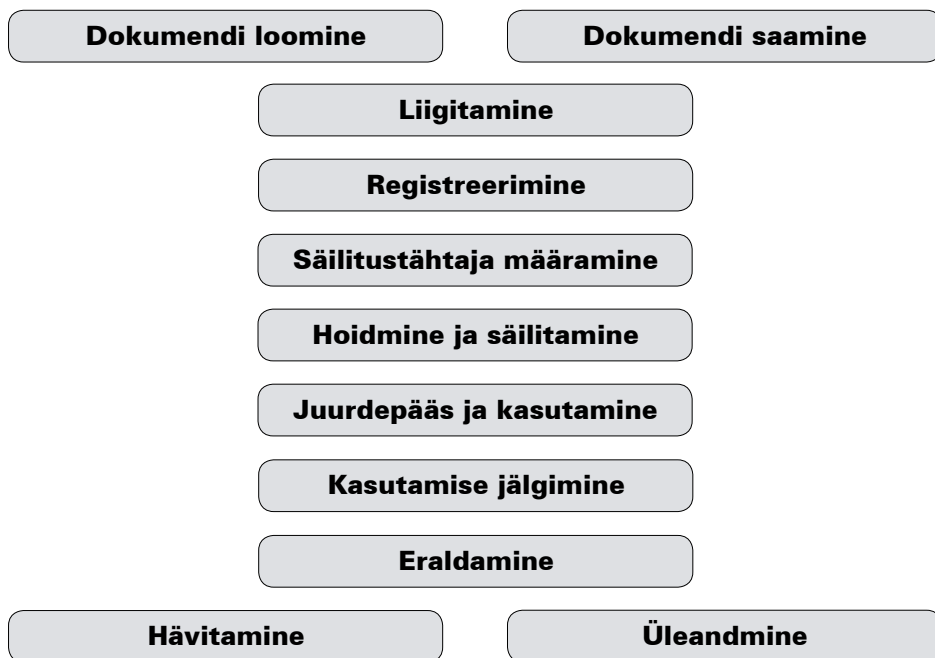 Dokumendi loomine
Dokumendi saamine
Liigitamine
Registreerimine
Säilitustähtaja määramine
Hoidmine ja säilitamine
Juurdepääs ja kasutamine
Kasutamise jälgimine
Eraldamine
Hävitamine
Üleandmine